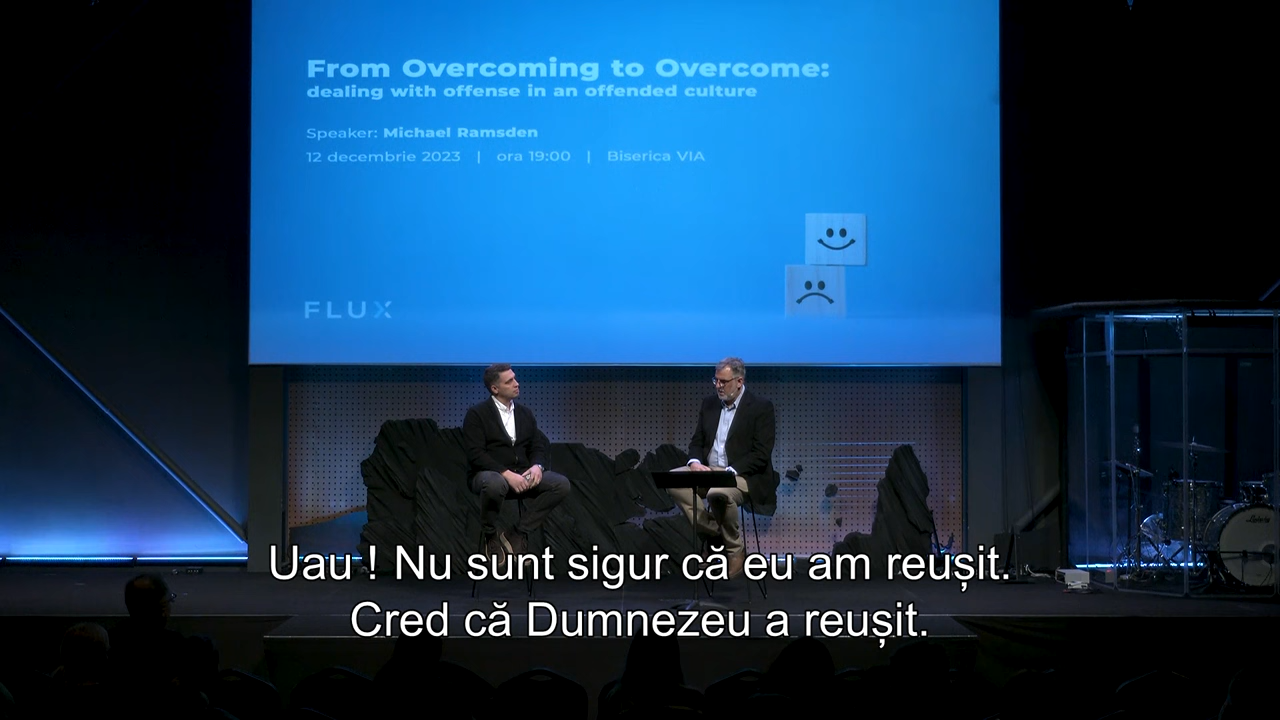 From Overcoming to Overcome:
dealing with offense in an offended culture
Speaker: Michael Ramsden
12 decembrie 2023 | ora 19:00 | Biserica VIA
FLUX
Ludwig
Uau ! Nu sunt sigur că eu am reușit.
Cred că Dumnezeu a reușit.